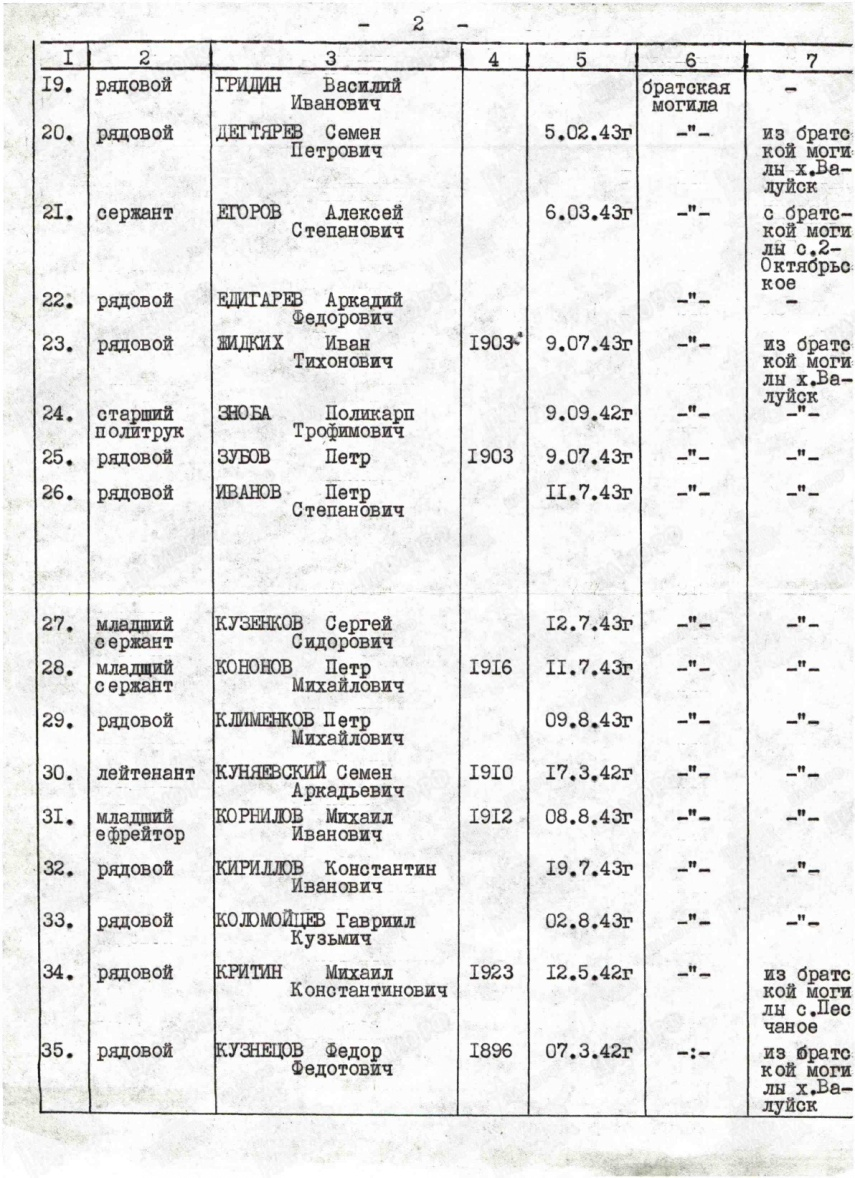 - 2 -
I 2 3 4 5 6 7
I9. рядовой ГРИДИН Василий братская -
Иванович могила
20. рядовой ДЕГТЯРЕВ Семен 5.02.43г -"- из братс
Петрович кой моги
лы х.Ва-
луйск
2I. сержант ЕГОРОВ Алексей 6.03.43г -"- с братс-
Степанович кой моги
лы с.2-
Октябрьс
кое
22. рядовой ЕДИГАРЕВ Аркадий -"- -
Федорович
23. рядовой ЖИДКИХ Иван I903 9.07.43г -"- из братс
Тихонович кой моги
лы х.Ва-
луйск
24. старший ЗНОБА Поликарп 9.09.42г -"- -"-
политрук Трофимович
25. рядовой ЗУБОВ Петр I903 9.07.43г -"- -"-
26. рядовой ИВАНОВ Петр II.7.43г -"- -"-
Степанович
27. младший КУЗЕНКОВ Сергей I2.7.43г -"- -"-
сержант Сидорович
28. младщий КОНОНОВ Петр I9I6 II.7.43г -"- -"-
сержант Михайлович
29. рядовой КЛИМЕНКОВ Петр 09.8.43г -"- -"-
Михайлович
30. лейтенант КУНЯЕВСКИЙ Семен I9I0 I7.3.42г -"- -"-
Аркадьевич
3I. младший КОРНИЛОВ Михаил I9I2 08.8.43г -"- -"-
ефрейтор Иванович
32. рядовой КИРИЛЛОВ Константин I9.7.43г -"- -"-
Иванович
33. рядовой КОЛОМОЙЦЕВ Гавриил 02.8.43г -"- -"-
Кузьмич
34. рядовой КРИТИН Михаил I923 I2.5.42г -"- из братс
Константинович кой моги
лы с.Пес
чаное
35. рядовой КУЗНЕЦОВ Федор I896 07.3.42г -:- из братс
Федотович кой моги
лы х.Ва-
луйск